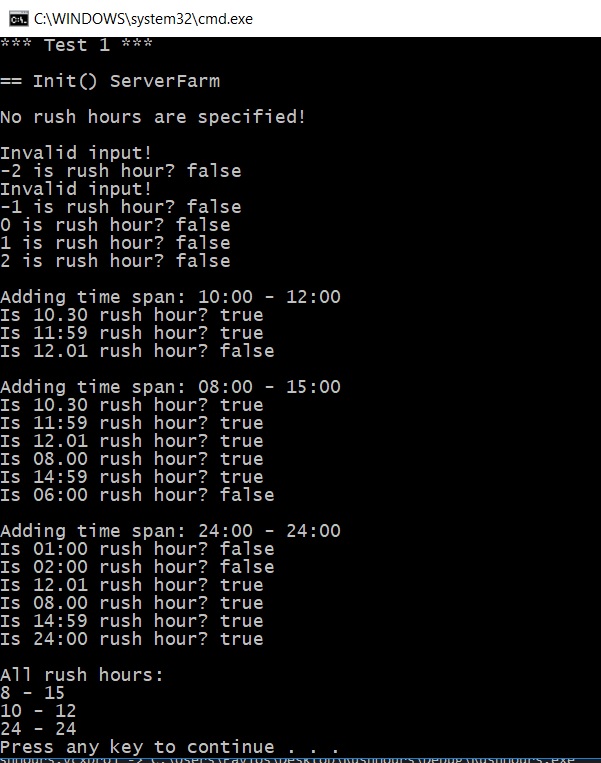 C:\WINDOWS\system32\cmd.exe
*** Test 1 ***
== Init() ServerFarm
No rush hours are specified!
Invalid input!
-2 is rush hour? false
Invalid input!
-1 is rush hour? false
0 is rush hour? false
1 is rush hour? false
2 is rush hour? false
Adding time span: 10:00 - 12:00
Is 10.30 rush hour? true
Is 11:59 rush hour? true
Is 12.01 rush hour? false
Adding time span: 08:00 - 15:00
Is 10.30 rush hour? true
Is 11:59 rush hour? true
Is 12.01 rush hour? true
Is 08.00 rush hour? true
Is 14:59 rush hour? true
Is 06:00 rush hour? false
Adding time span: 24:00 - 24:00
Is 01:00 rush hour? false
Is 02:00 rush hour? false
Is 12.01 rush hour? true
Is 08.00 rush hour? true
Is 14:59 rush hour? true
Is 24:00 rush hour? true
All rush hours:
8 - 15
10 - 12
24 - 24
Press any key to continue . . .